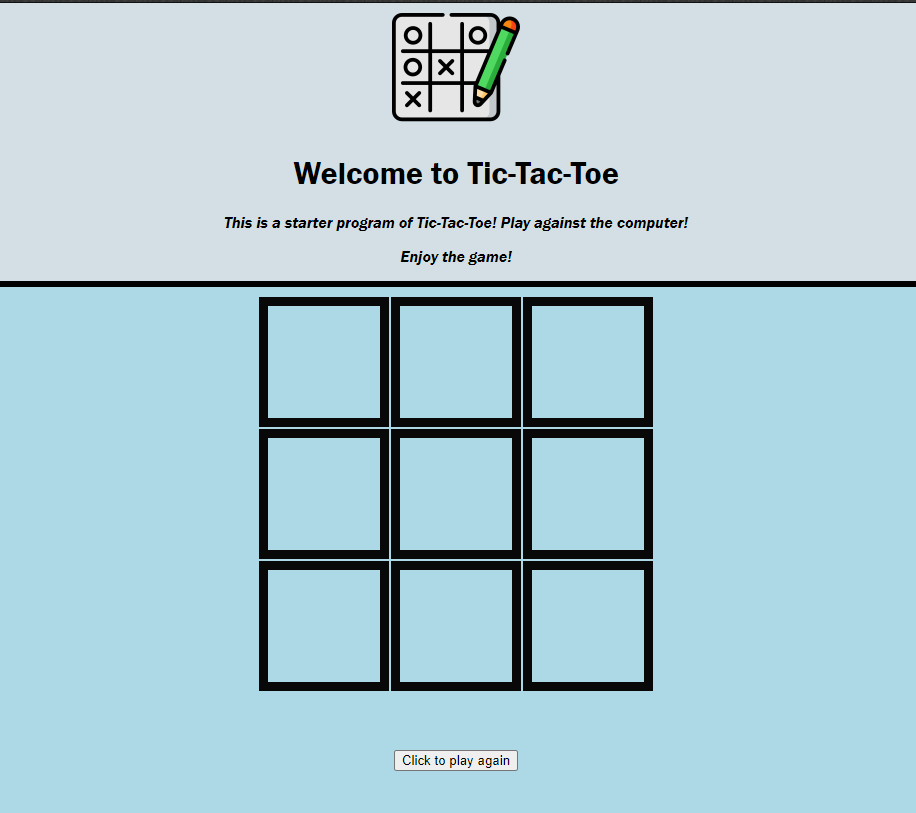 Welcome to Tic-Tac-Toe
This is a starter program of Tic-Tac-Toe! Play against the computer!
Enjoy the game!
Click to play again